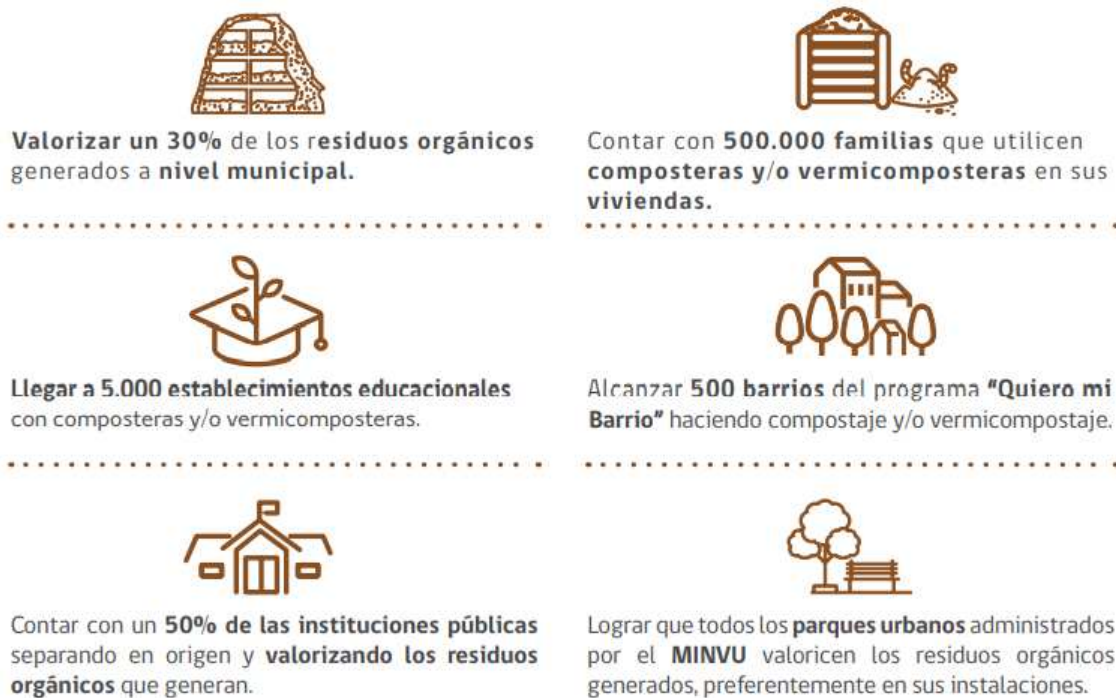 Valorizar un 30% de los residuos orgánicos
generados a nivel municipal.
Contar con 500.000 familias que utilicen
composteras y/o vermicomposteras en sus
viviendas.
Llegar a 5.000 establecimientos educacionales
con composteras y/o vermicomposteras.
Alcanzar 500 barrios del programa "Quiero mi
Barrio" haciendo compostaje y/o vermicompostaje.
Contar con un 50% de las instituciones públicas
separando en origen y valorizando los residuos
orgánicos que generan.
Lograr que todos los parques urbanos administrados
por el MINVU valoricen los residuos orgánicos
generados, preferentemente en sus instalaciones.